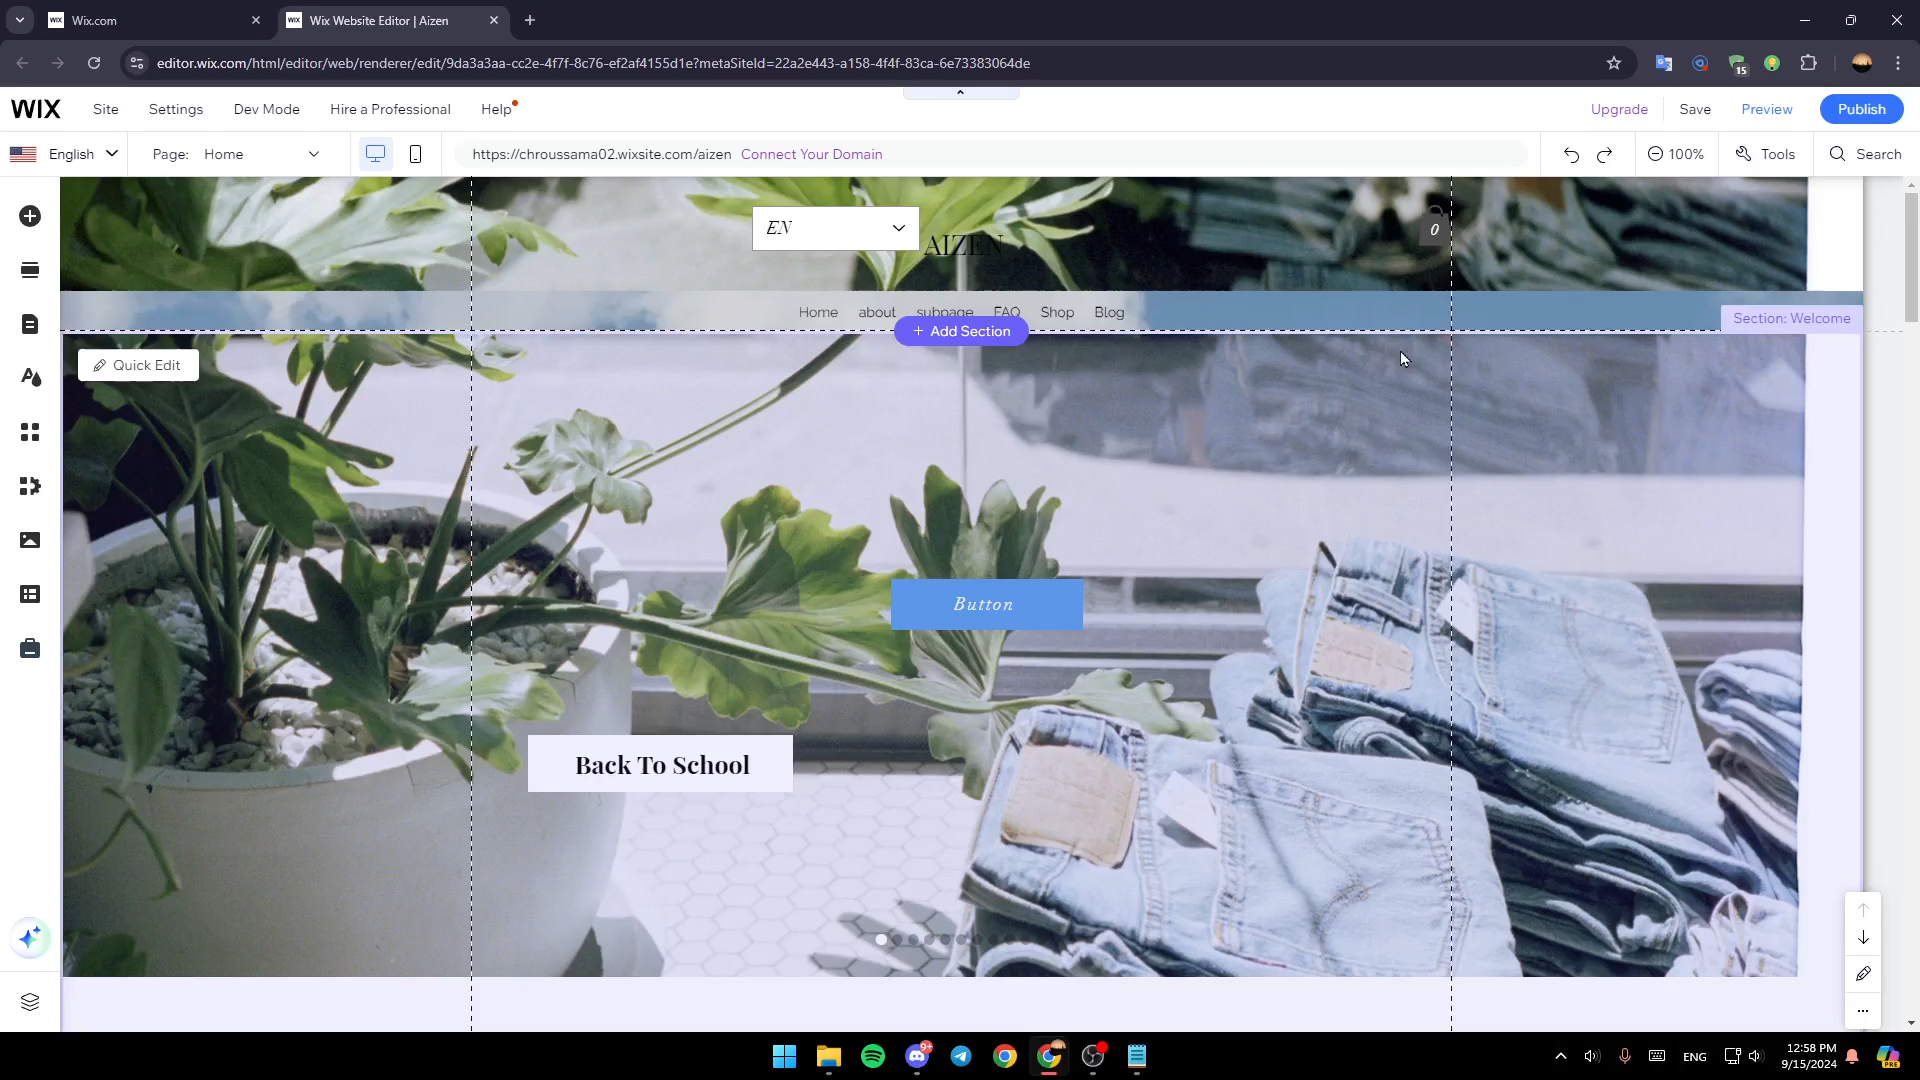 Wix.com
Wix Website Editor | Aizen
editor.wix.com/html/editor/web/renderer/edit/9da3a3aa-cc2e-4f7f-8c76-ef2af4155d1e?metaSiteId=22a2e443-a158-4f4f-83ca-6e73383064de
15
WIX Site Settings Dev Mode Hire a Professional Help Upgrade Save Preview Publish
English Page: Home https://chroussama02.wixsite.com/aizen Connect Your Domain 100% Tools Search
EN
AIZEN
0
Home about subpage FAQ Shop Blog
+ Add Section
Section: Welcome
Quick Edit
Button
Back To School
9+
ENG
12:58 PM
9/15/2024
PRE